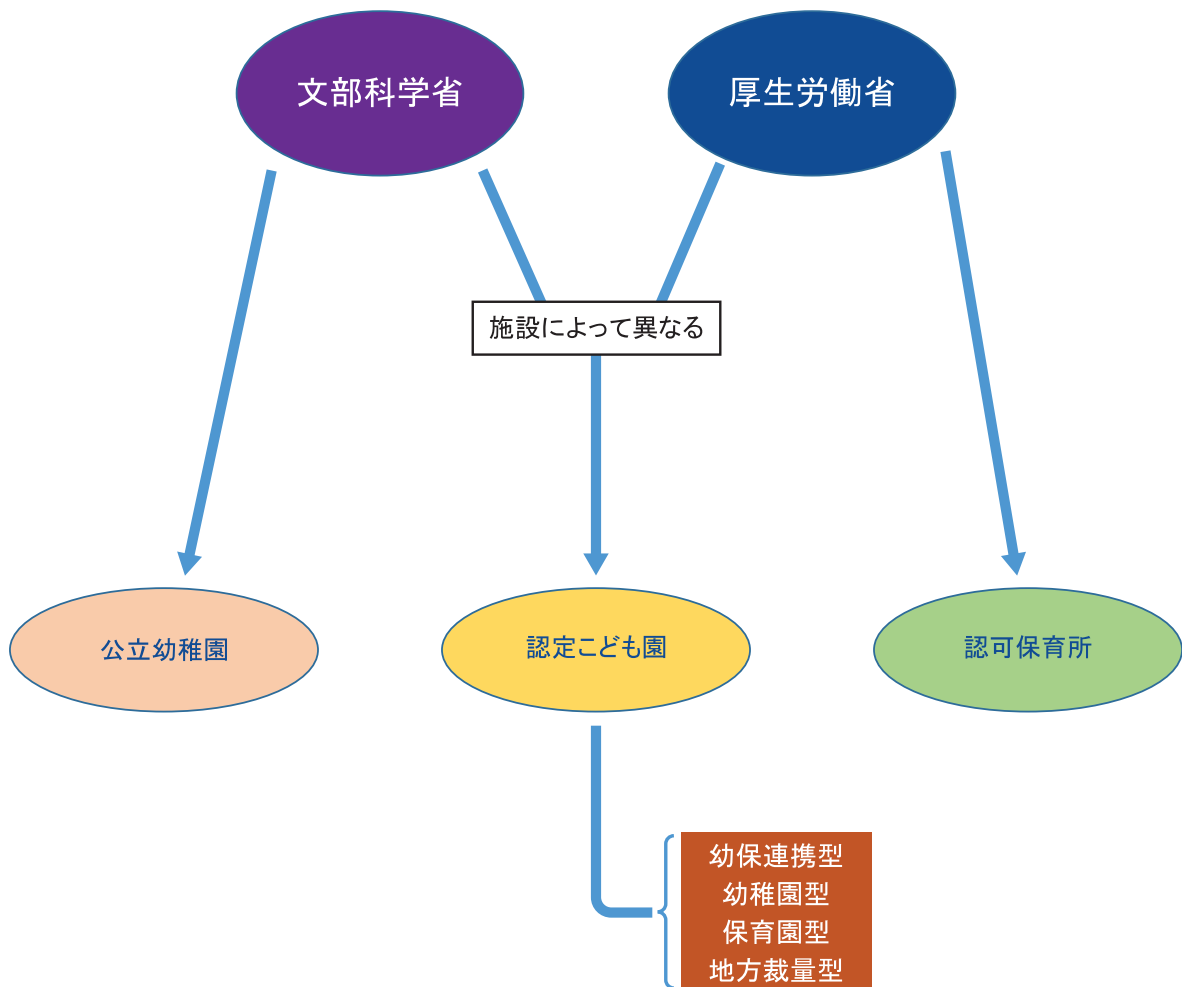 文部科学省
厚生労働省
施設によって異なる
公立幼稚園
認定こども園
認可保育所
幼保連携型
幼稚園型
保育園型
地方裁量型